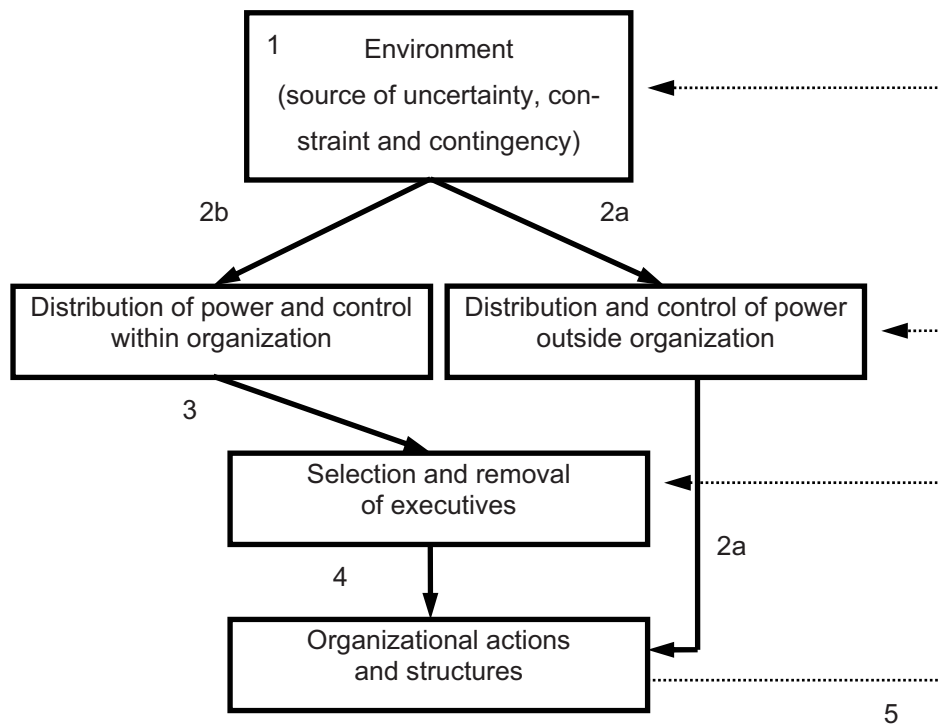 1
Environment
(source of uncertainty, con-
straint and contingency)
2b
2a
Distribution of power and control
within organization
Distribution and control of power
outside organization
3
Selection and removal
of executives
2a
4
Organizational actions
and structures
5